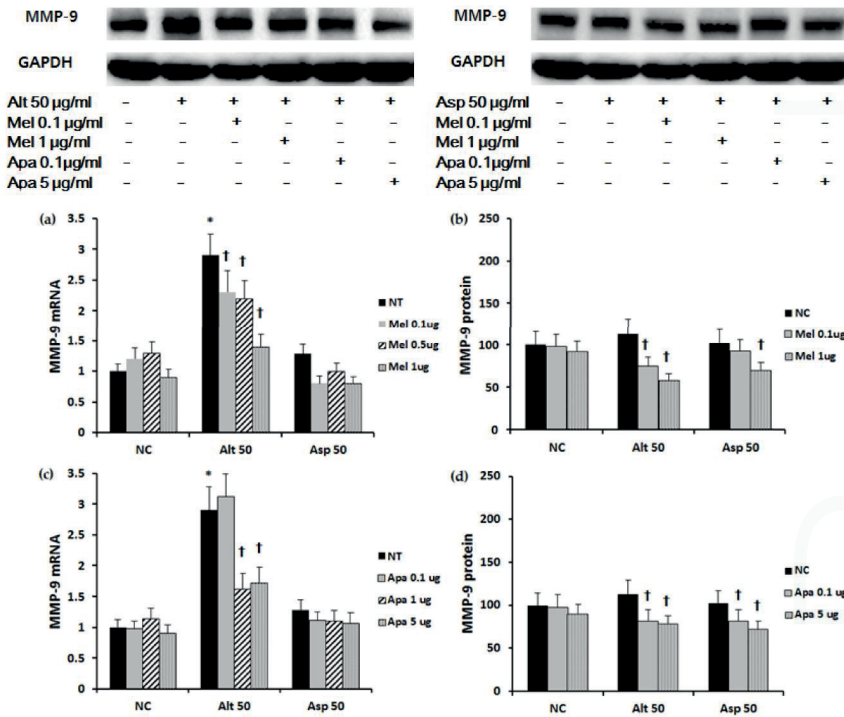 MMP-9
GAPDH
Alt 50 µg/ml – + + + + +
Mel 0.1 µg/ml – – + – – –
Mel 1 µg/ml – – – + – –
Apa 0.1µg/ml – – – – + –
Apa 5 µg/ml – – – – – +
MMP-9
GAPDH
Asp 50 µg/ml – + + + + +
Mel 0.1 µg/ml – – + – – –
Mel 1 µg/ml – – – + – –
Apa 0.1µg/ml – – – – + –
Apa 5 µg/ml – – – – – +
(a)
MMP-9 mRNA
3.5
3
2.5
2
1.5
1
0.5
0
* † † †
NC Alt 50 Asp 50
NT
Mel 0.1ug
Mel 0.5ug
Mel 1ug
(b)
MMP-9 protein
250
200
150
100
50
0
† † †
NC Alt 50 Asp 50
NC
Mel 0.1ug
Mel 1ug
(c)
MMP-9 mRNA
3.5
3
2.5
2
1.5
1
0.5
0
* † †
NC Alt 50 Asp 50
NT
Apa 0.1 ug
Apa 1 ug
Apa 5 ug
(d)
MMP-9 protein
250
200
150
100
50
0
† † † †
NC Alt 50 Asp 50
NC
Apa 0.1 ug
Apa 5 ug